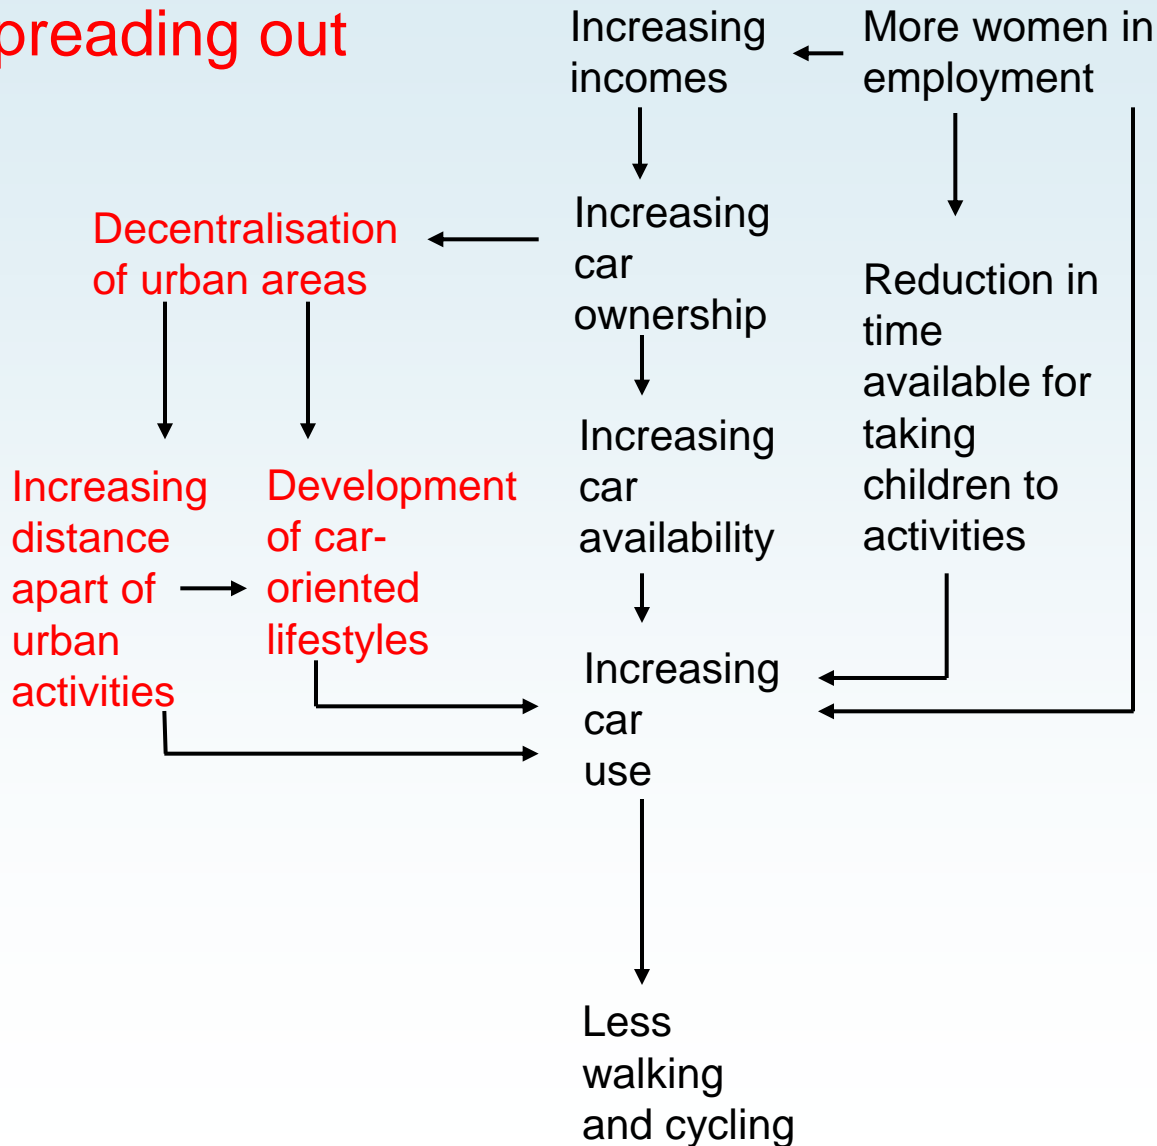 preading out
Increasing
incomes
More women in
employment
Decentralisation
of urban areas
Increasing
car
ownership
Reduction in
time
available for
taking
children to
activities
Increasing
distance
apart of
urban
activities
Development
of car-
oriented
lifestyles
Increasing
car
availability
Increasing
car
use
Less
walking
and cycling